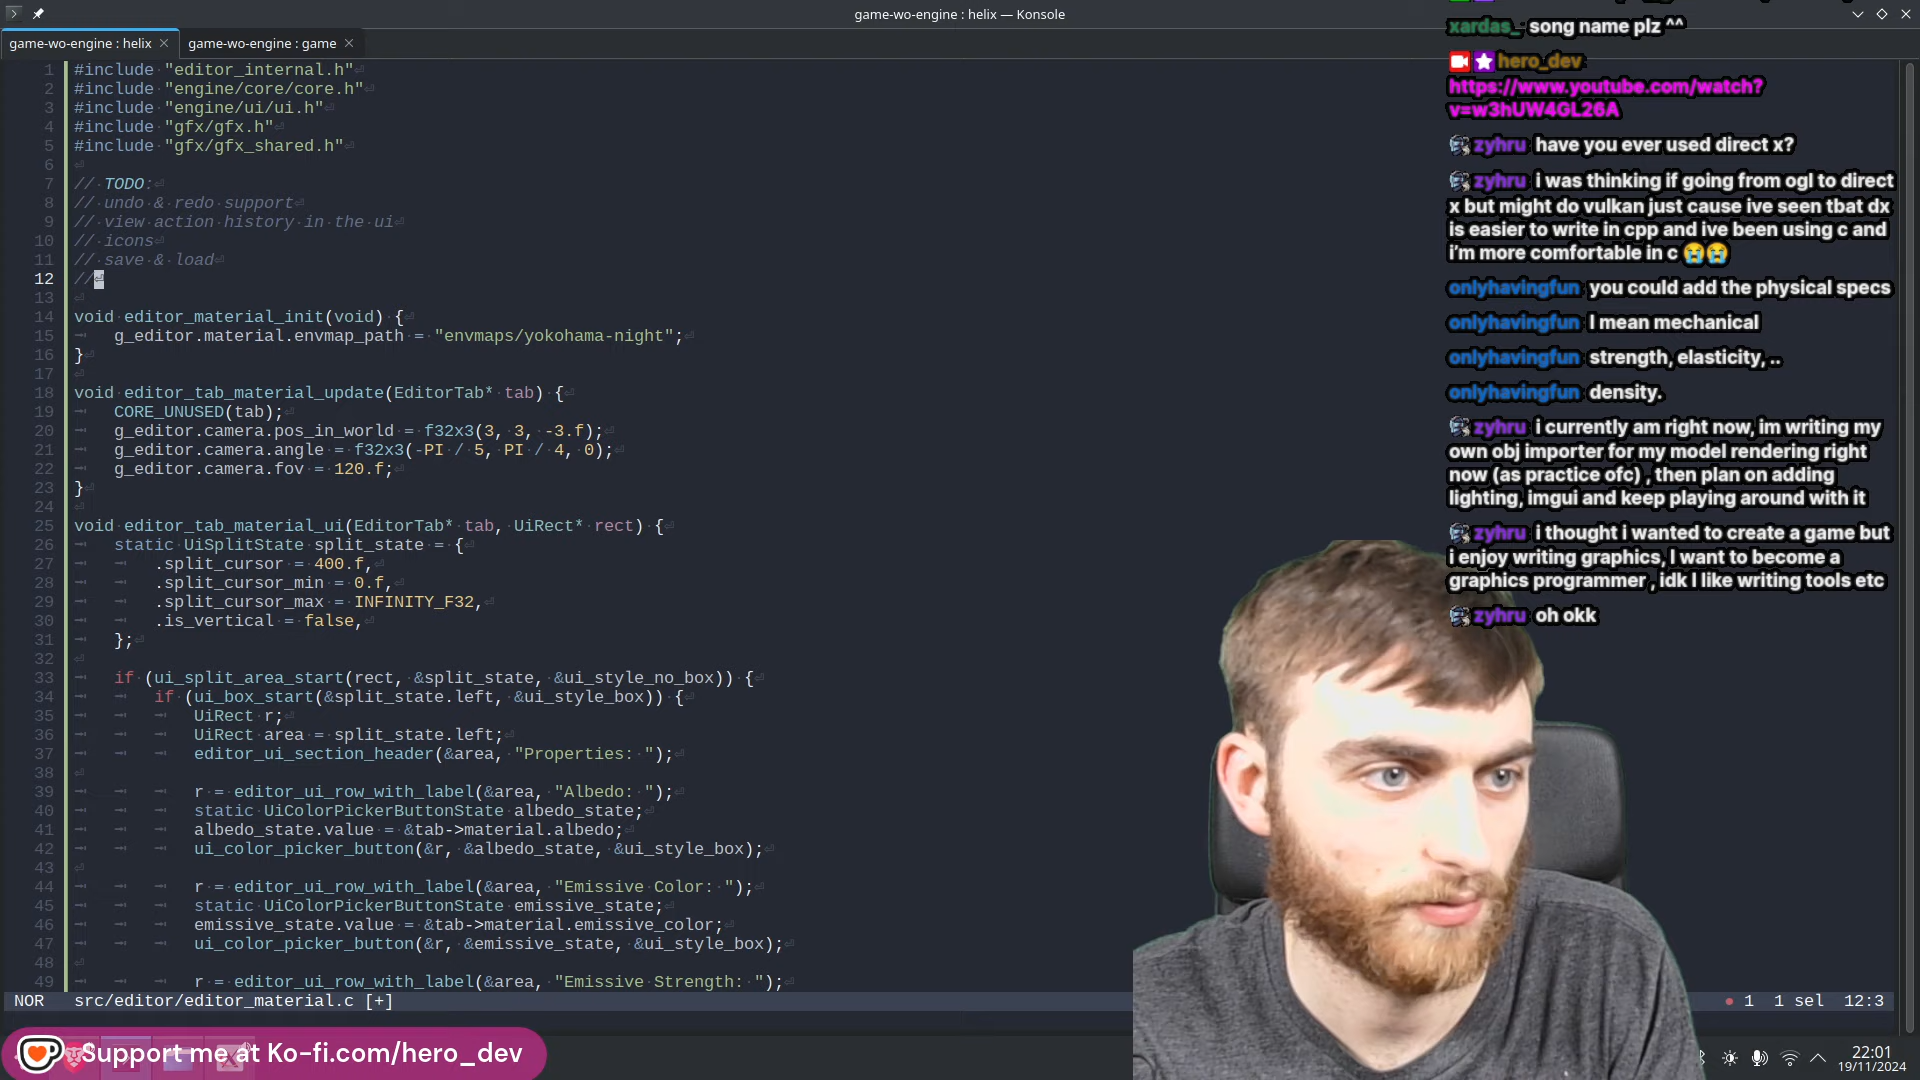 game-wo-engine : helix — Konsole
game-wo-engine : helix
game-wo-engine : game
1 #include "editor_internal.h"
2 #include "engine/core/core.h"
3 #include "engine/ui/ui.h"
4 #include "gfx/gfx.h"
5 #include "gfx/gfx_shared.h"
6
7 // TODO:
8 // undo & redo support
9 // view action history in the ui
10 // icons
11 // save & load
12 //
13
14 void editor_material_init(void) {
15 g_editor.material.envmap_path = "envmaps/yokohama-night";
16 }
17
18 void editor_tab_material_update(EditorTab* tab) {
19 CORE_UNUSED(tab);
20 g_editor.camera.pos_in_world = f32x3(3, 3, -3.f);
21 g_editor.camera.angle = f32x3(-PI / 5, PI / 4, 0);
22 g_editor.camera.fov = 120.f;
23 }
24
25 void editor_tab_material_ui(EditorTab* tab, UiRect* rect) {
26 static UiSplitState split_state = {
27 .split_cursor = 400.f,
28 .split_cursor_min = 0.f,
29 .split_cursor_max = INFINITY_F32,
30 .is_vertical = false,
31 };
32
33 if (ui_split_area_start(rect, &split_state, &ui_style_no_box)) {
34 if (ui_box_start(&split_state.left, &ui_style_box)) {
35 UiRect r;
36 UiRect area = split_state.left;
37 editor_ui_section_header(&area, "Properties: ");
38
39 r = editor_ui_row_with_label(&area, "Albedo: ");
40 static UiColorPickerButtonState albedo_state;
41 albedo_state.value = &tab->material.albedo;
42 ui_color_picker_button(&r, &albedo_state, &ui_style_box);
43
44 r = editor_ui_row_with_label(&area, "Emissive Color: ");
45 static UiColorPickerButtonState emissive_state;
46 emissive_state.value = &tab->material.emissive_color;
47 ui_color_picker_button(&r, &emissive_state, &ui_style_box);
48
49 r = editor_ui_row_with_label(&area, "Emissive Strength: ");
NOR src/editor/editor_material.c [+]
1 1 sel 12:3
xardas_ song name plz ^^
hero_dev
https://www.youtube.com/watch?
v=w3hUW4GL26A
zyhru have you ever used direct x?
zyhru i was thinking if going from ogl to direct
x but might do vulkan just cause ive seen tbat dx
is easier to write in cpp and ive been using c and
i'm more comfortable in c 😭😭
onlyhavingfun you could add the physical specs
onlyhavingfun I mean mechanical
onlyhavingfun strength, elasticity, ..
onlyhavingfun density.
zyhru i currently am right now, im writing my
own obj importer for my model rendering right
now (as practice ofc) , then plan on adding
lighting, imgui and keep playing around with it
zyhru i thought i wanted to create a game but
i enjoy writing graphics, I want to become a
graphics programmer , idk I like writing tools etc
zyhru oh okk
Support me at Ko-fi.com/hero_dev
22:01
19/11/2024